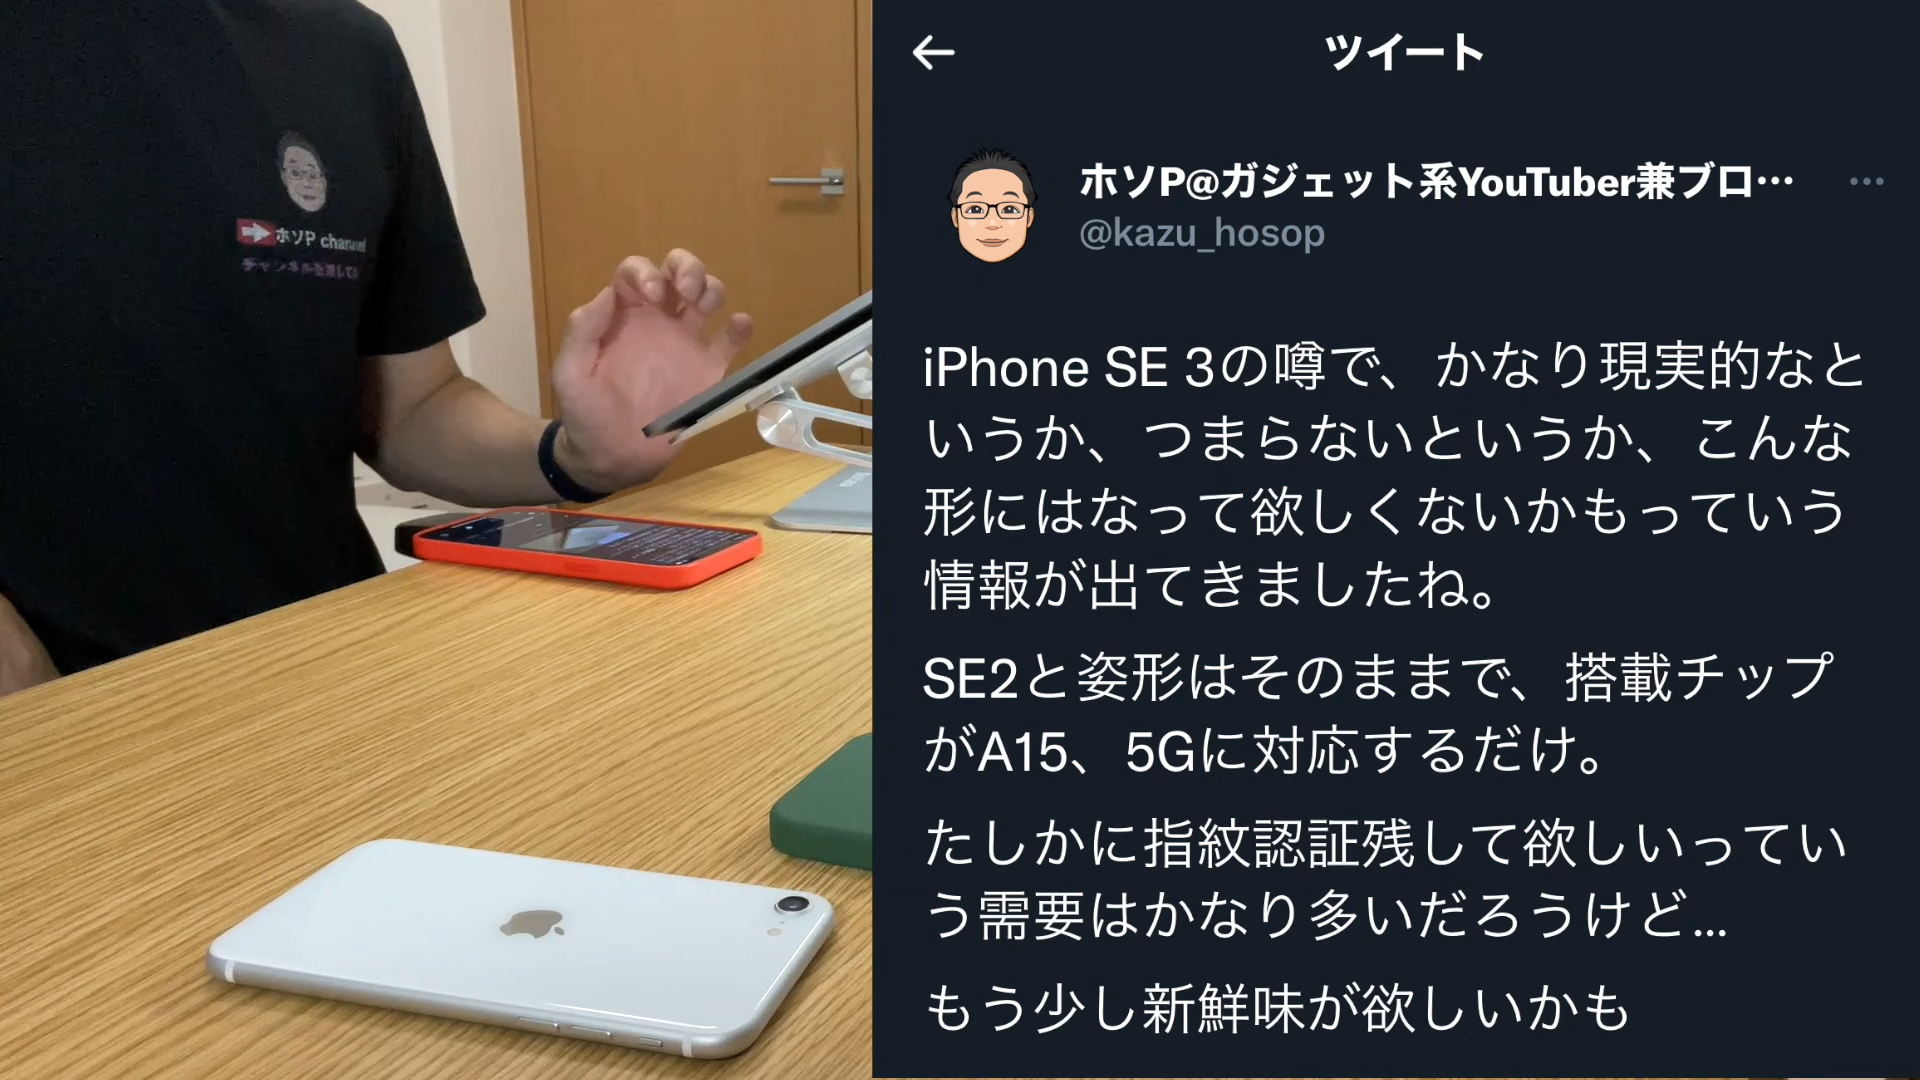 ホソP channel
ツイート
ホソP@ガジェット系YouTuber兼ブロ…
@kazu_hosop
iPhone SE 3の噂で、かなり現実的なと
いうか、つまらないというか、こんな
形にはなって欲しくないかもっていう
情報が出てきましたね。
SE2と姿形はそのままで、搭載チップ
がA15、5Gに対応するだけ。
たしかに指紋認証残して欲しいってい
う需要はかなり多いだろうけど...
もう少し新鮮味が欲しいかも